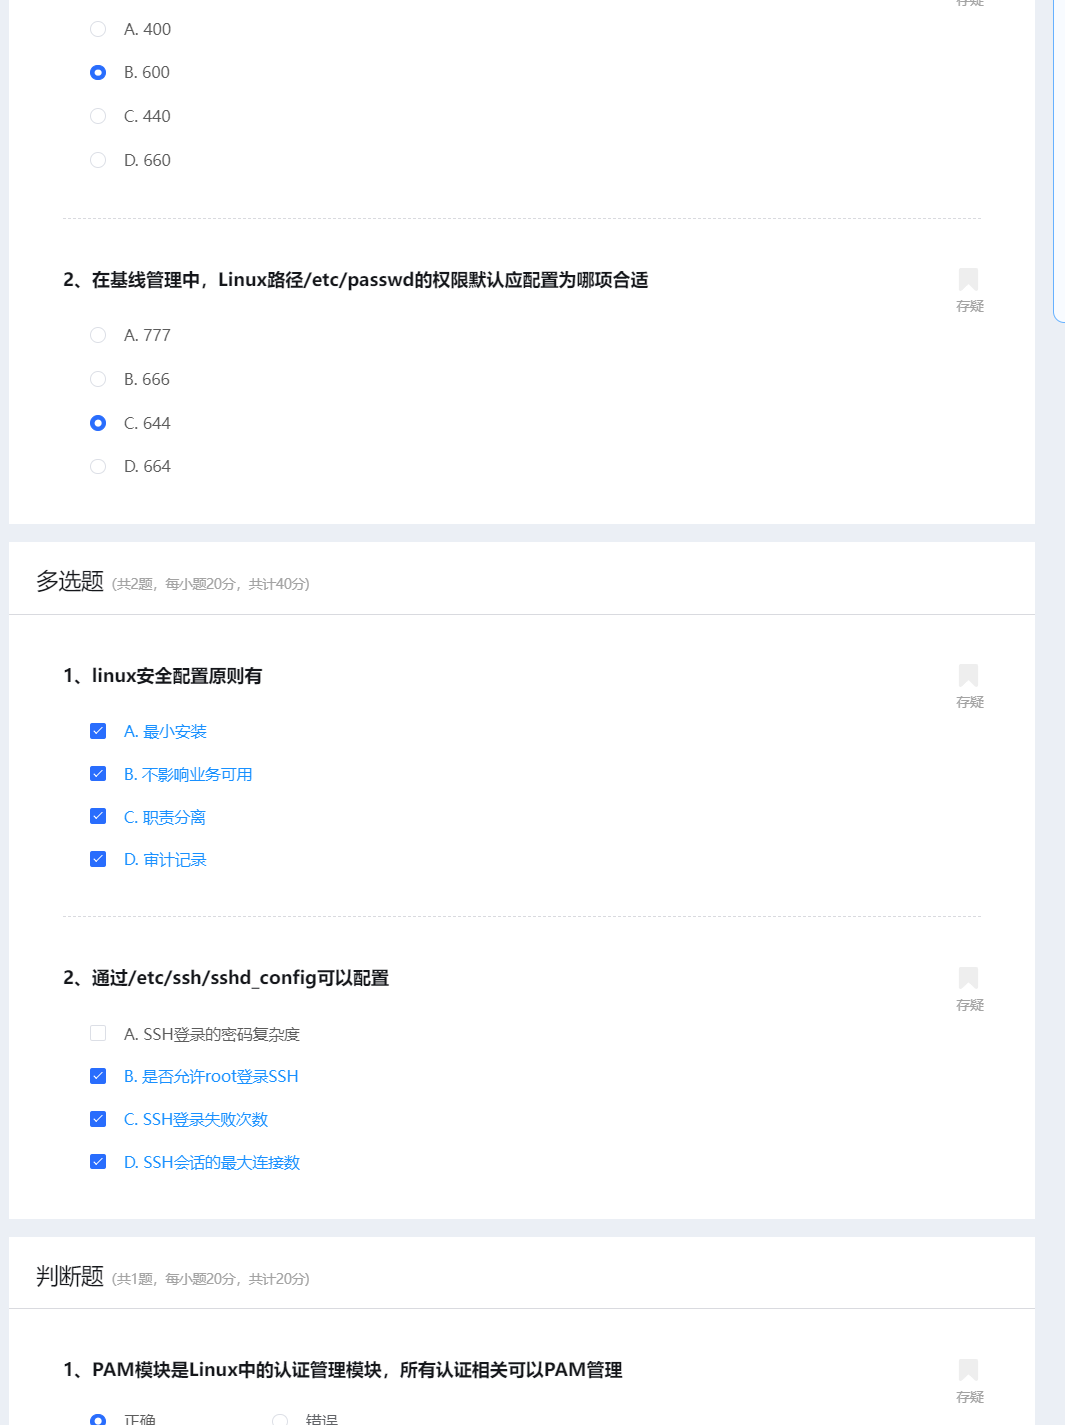 存疑
A. 400
B. 600
C. 440
D. 660
2、在基线管理中，Linux路径/etc/passwd的权限默认应配置为哪项合适
存疑
A. 777
B. 666
C. 644
D. 664
多选题 (共2题，每小题20分，共计40分)
1、linux安全配置原则有
存疑
A. 最小安装
B. 不影响业务可用
C. 职责分离
D. 审计记录
2、通过/etc/ssh/sshd_config可以配置
存疑
A. SSH登录的密码复杂度
B. 是否允许root登录SSH
C. SSH登录失败次数
D. SSH会话的最大连接数
判断题 (共1题，每小题20分，共计20分)
1、PAM模块是Linux中的认证管理模块，所有认证相关可以PAM管理
存疑
正确 错误